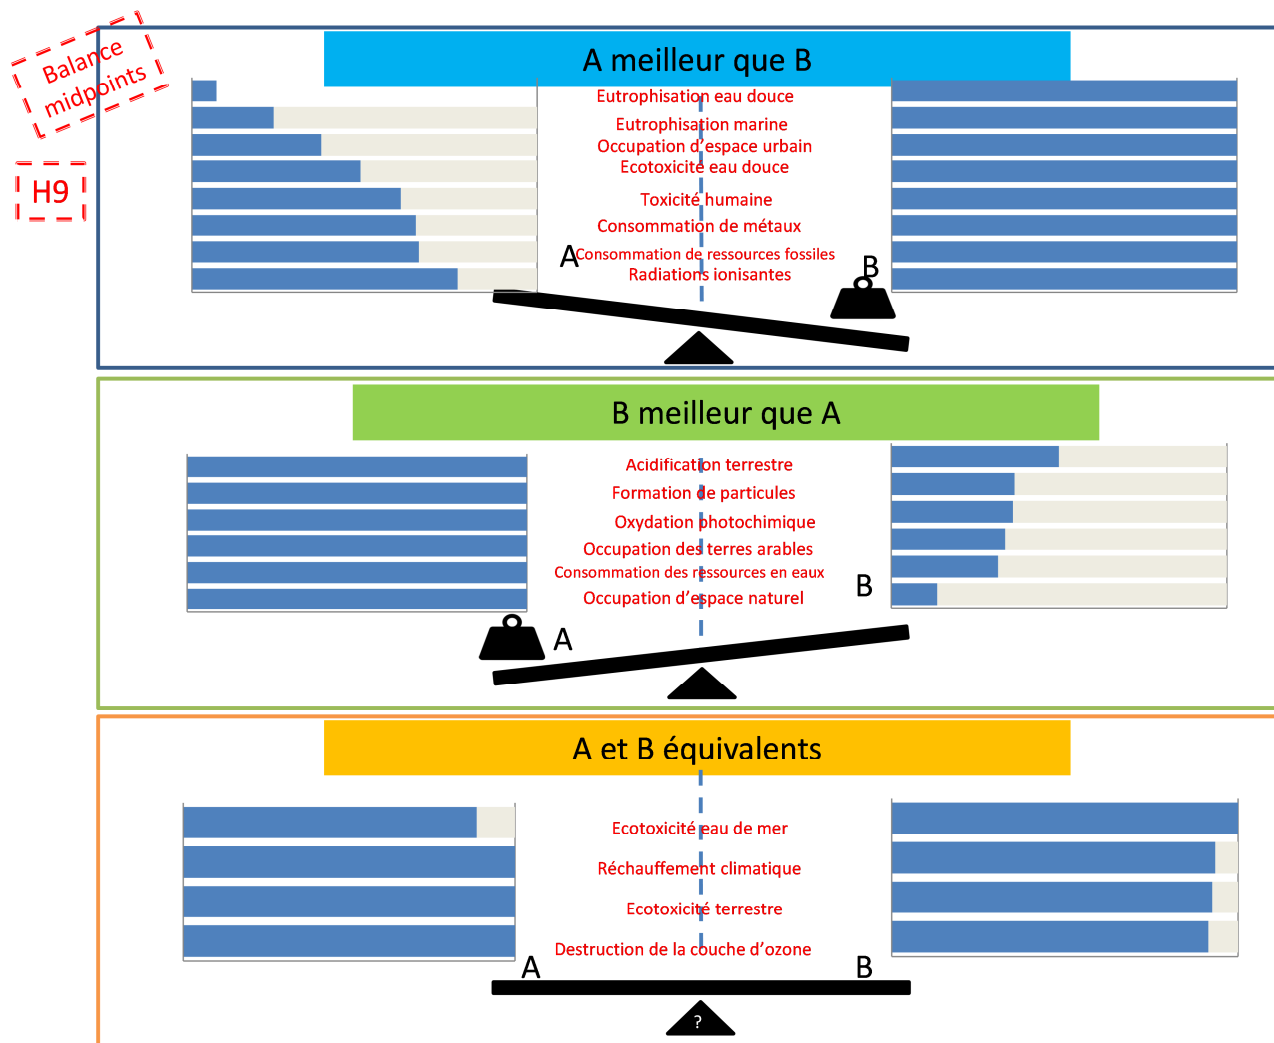 Balance
midpoints
H9
A meilleur que B
Eutrophisation eau douce
Eutrophisation marine
Occupation d'espace urbain
Ecotoxicité eau douce
Toxicité humaine
Consommation de métaux
Consommation de ressources fossiles
Radiations ionisantes
A
B
B meilleur que A
Acidification terrestre
Formation de particules
Oxydation photochimique
Occupation des terres arables
Consommation des ressources en eaux
Occupation d'espace naturel
A
B
A et B équivalents
Ecotoxicité eau de mer
Réchauffement climatique
Ecotoxicité terrestre
Destruction de la couche d'ozone
A
B
?